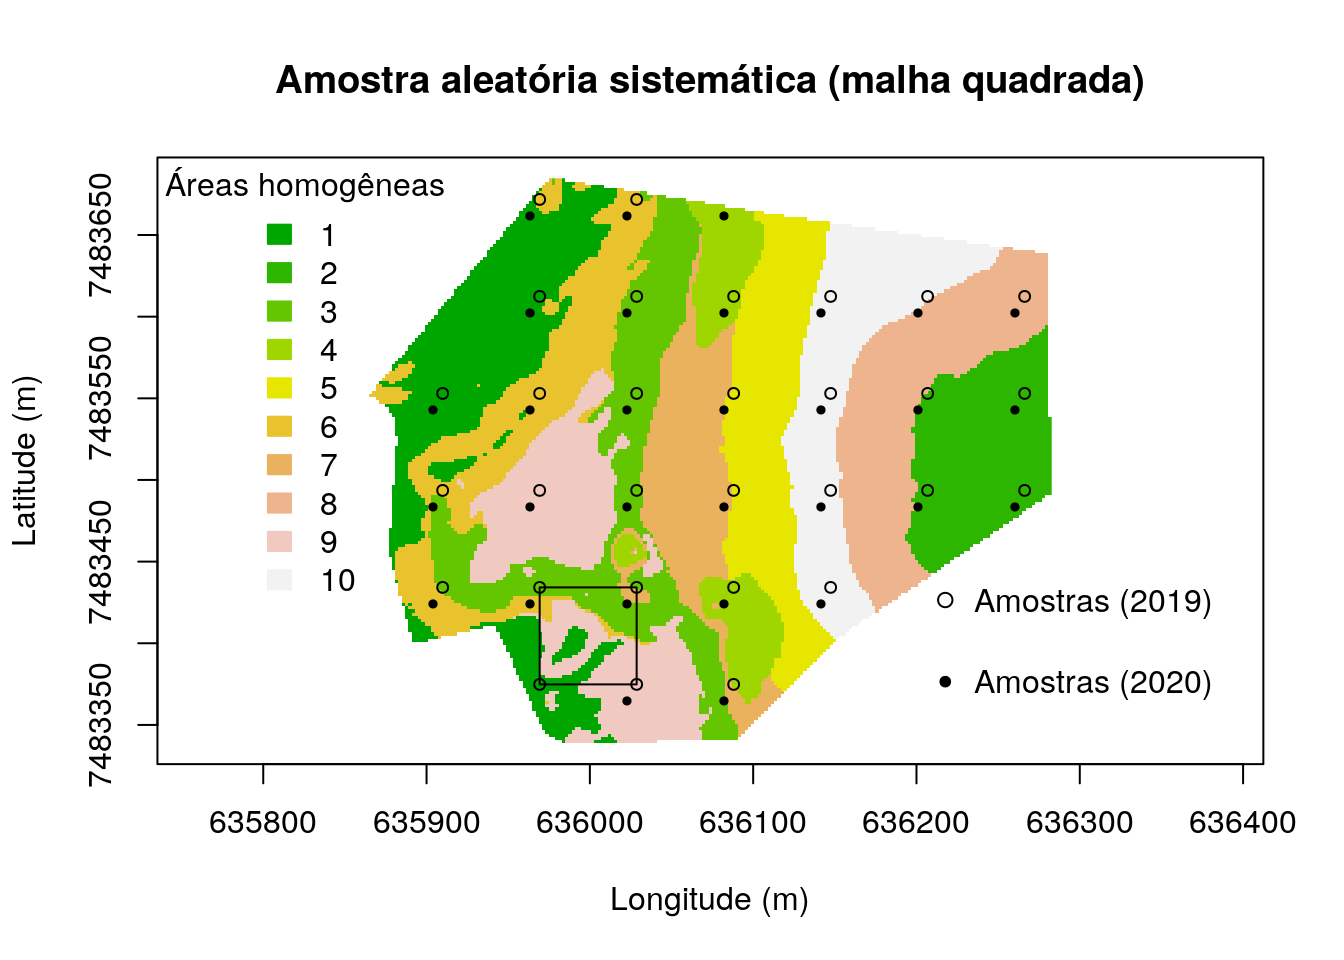 Amostra aleatória sistemática (malha quadrada)
Áreas homogêneas
1
2
3
4
5
6
7
8
9
10
Amostras (2019)
Amostras (2020)
7483650
7483550
7483450
7483350
Latitude (m)
635800 635900 636000 636100 636200 636300 636400
Longitude (m)